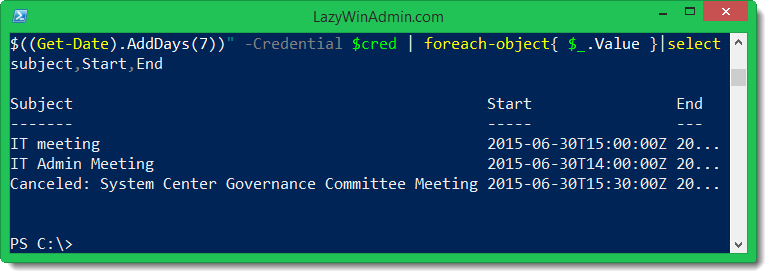 LazyWinAdmin.com
$((Get-Date).AddDays(7))" -Credential $cred | foreach-object{ $_.Value }|select
subject,Start,End
Subject Start End
------- ----- ---
IT meeting 2015-06-30T15:00:00Z 20...
IT Admin Meeting 2015-06-30T14:00:00Z 20...
Canceled: System Center Governance Committee Meeting 2015-06-30T15:30:00Z 20...
PS C:\>